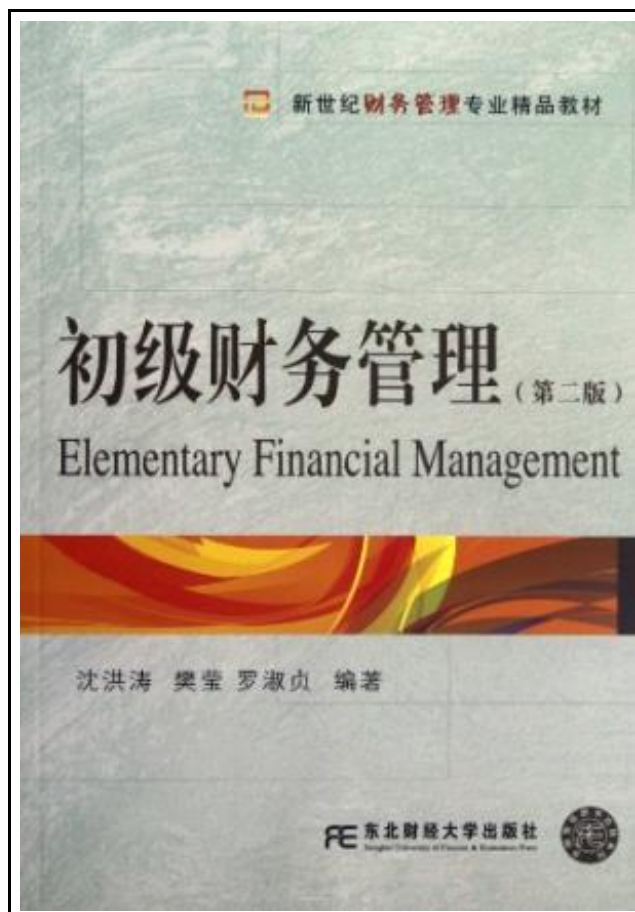 新世纪财务管理专业精品教材
初级财务管理(第二版)
Elementary Financial Management
沈洪涛 樊莹 罗淑贞 编著
东北财经大学出版社